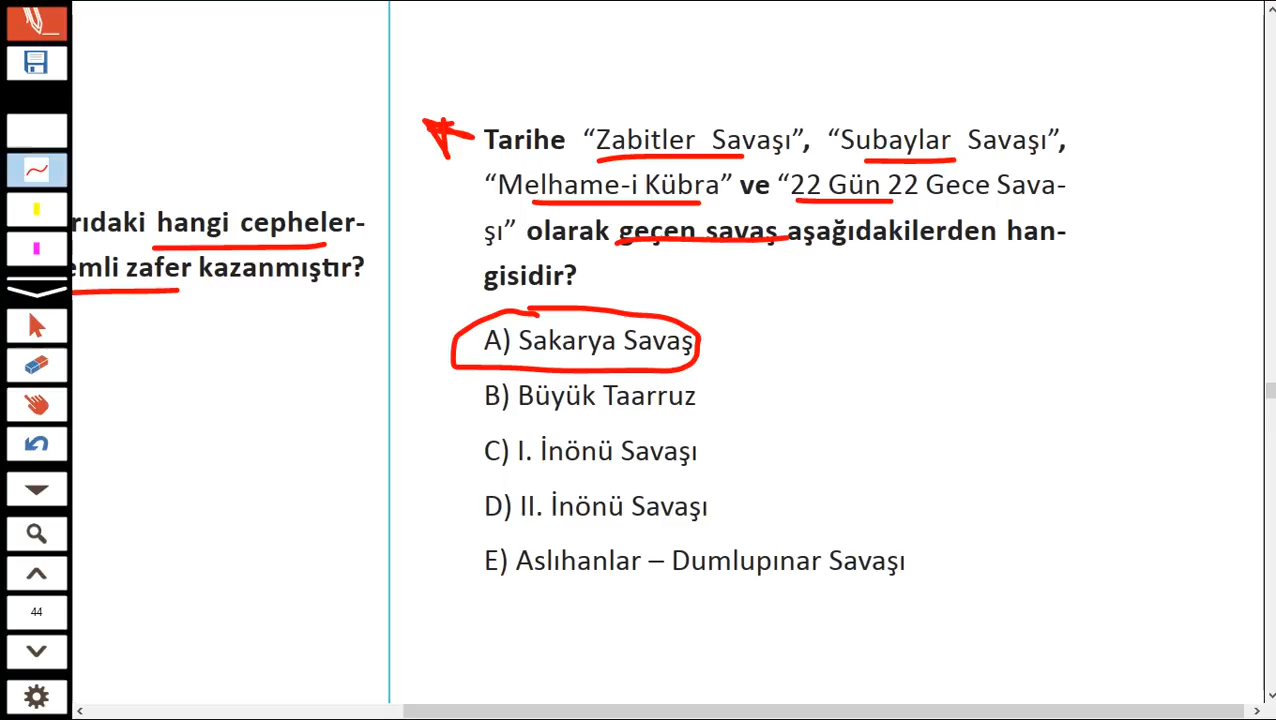 rıdaki hangi cepheler-
emli zafer kazanmıştır?
Tarihe “Zabitler Savaşı”, “Subaylar Savaşı”,
“Melhame-i Kübra” ve “22 Gün 22 Gece Sava-
şı” olarak geçen savaş aşağıdakilerden han-
gisidir?
A) Sakarya Savaş
B) Büyük Taarruz
C) I. İnönü Savaşı
D) II. İnönü Savaşı
E) Aslıhanlar – Dumlupınar Savaşı
44